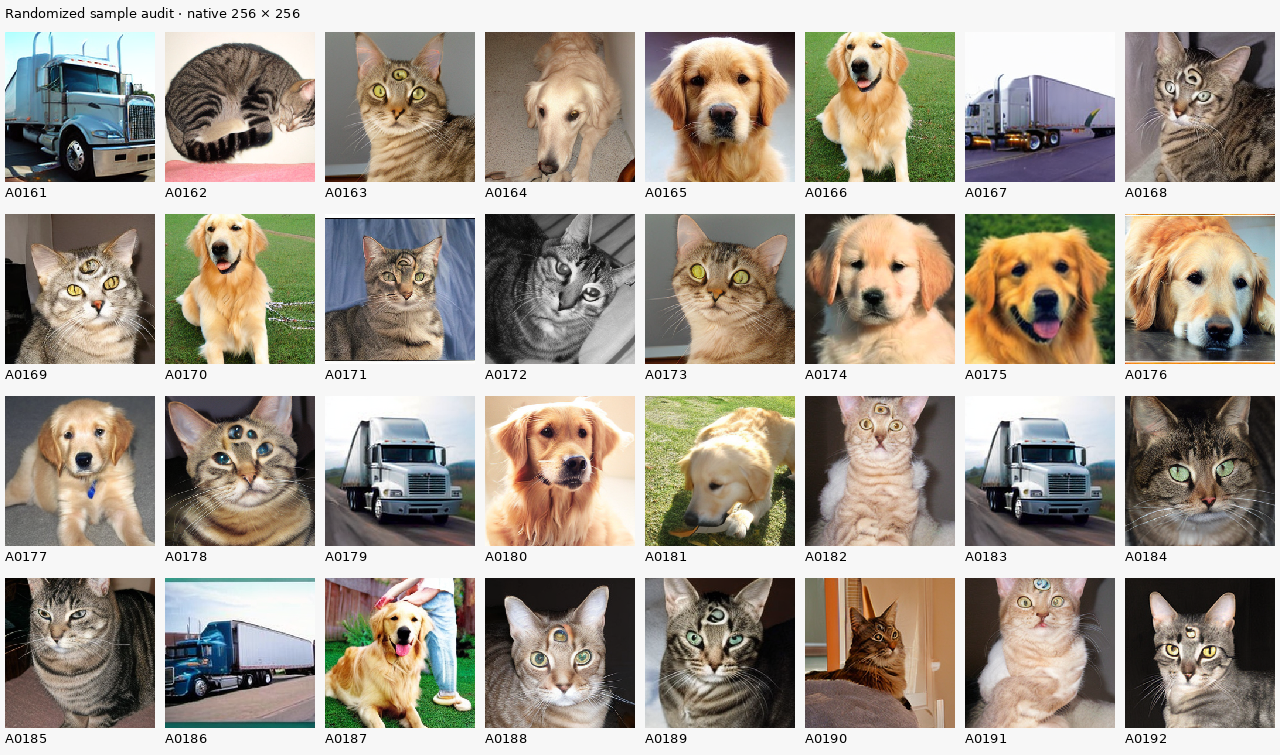 Randomized sample audit · native 256 × 256
A0161 A0162 A0163 A0164 A0165 A0166 A0167 A0168
A0169 A0170 A0171 A0172 A0173 A0174 A0175 A0176
A0177 A0178 A0179 A0180 A0181 A0182 A0183 A0184
A0185 A0186 A0187 A0188 A0189 A0190 A0191 A0192